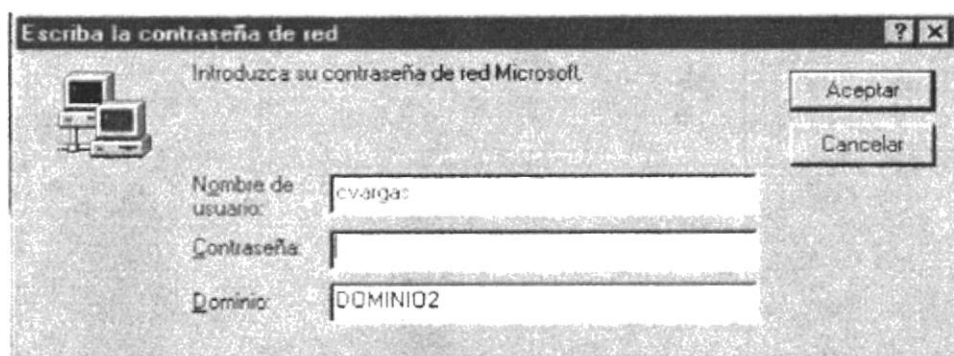 Escriba la contraseña de red
Introduzca su contraseña de red Microsoft.
Aceptar
Cancelar
Nombre de
usuario:
cvargas
Contraseña:
Dominio:
DOMINIO2